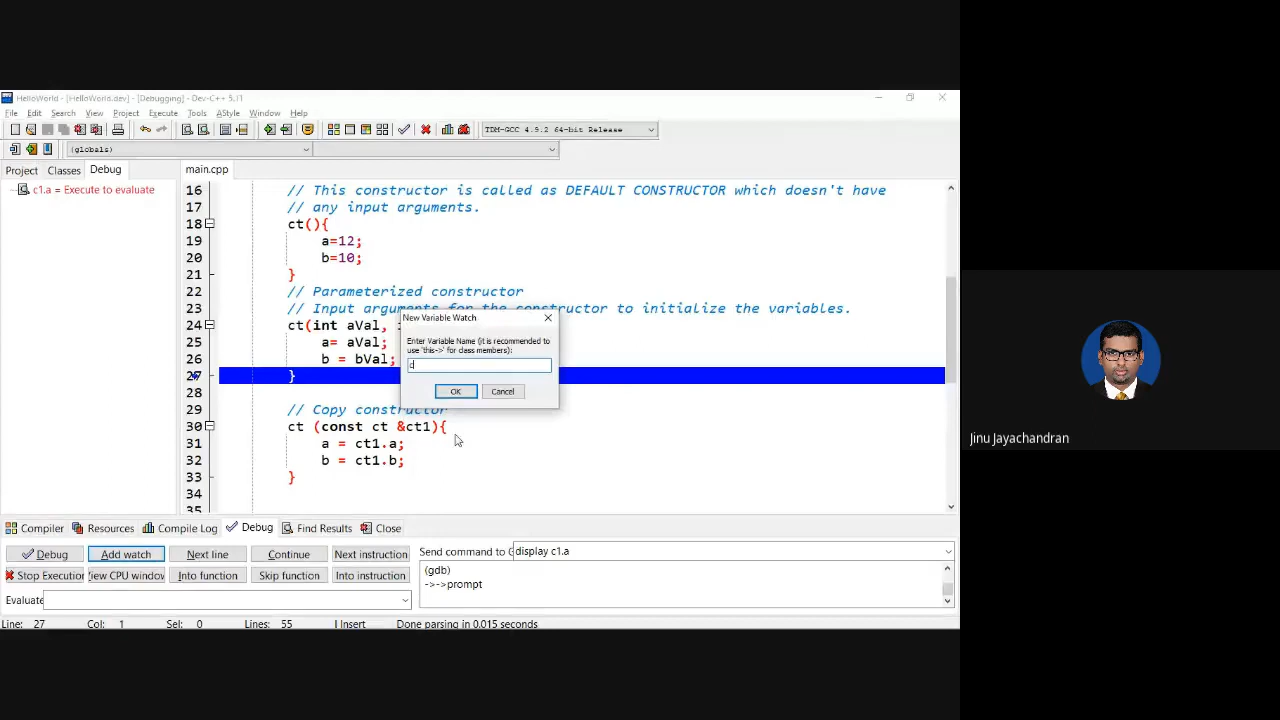 HelloWorld - [HelloWorld.dev] - [Debugging] - Dev-C++ 5.11
File Edit Search View Project Execute Tools AStyle Window Help
TDM-GCC 4.9.2 64-bit Release
(globals)
Project Classes Debug main.cpp
c1.a = Execute to evaluate
16 // This constructor is called as DEFAULT CONSTRUCTOR which doesn't have
17 // any input arguments.
18 ct(){
19 a=12;
20 b=10;
21 }
22 // Parameterized constructor
23 // Input arguments for the constructor to initialize the variables.
24 ct(int aVal,
25 a= aVal;
26 b = bVal;
27 }
28
29 // Copy constructor
30 ct (const ct &ct1){
31 a = ct1.a;
32 b = ct1.b;
33 }
34
35
New Variable Watch
Enter Variable Name (it is recommended to
use 'this->' for class members):
c
OK Cancel
Compiler Resources Compile Log Debug Find Results Close
Debug Add watch Next line Continue Next instruction
Stop Execution View CPU window Into function Skip function Into instruction
Evaluate
Send command to G display c1.a
(gdb)
->->prompt
Line: 27 Col: 1 Sel: 0 Lines: 55 Insert Done parsing in 0.015 seconds
Jinu Jayachandran